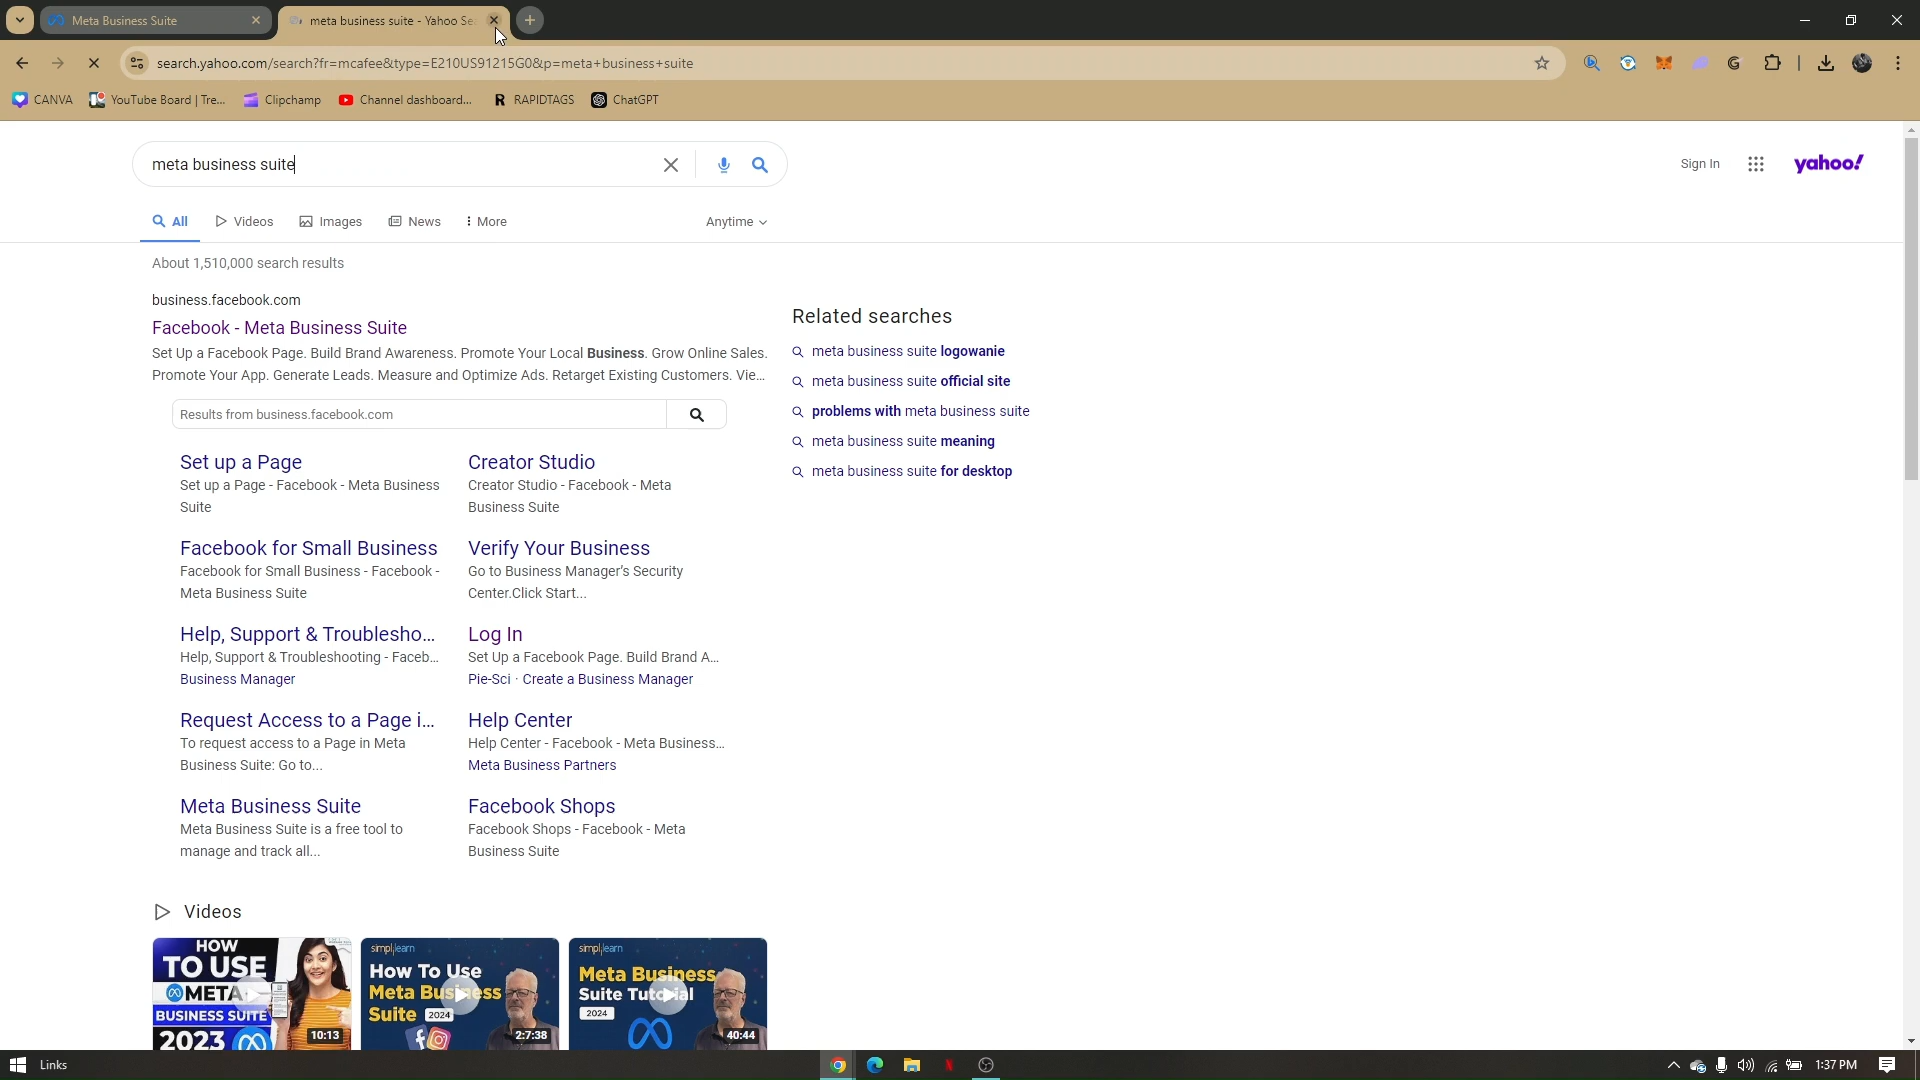 Meta Business Suite
meta business suite - Yahoo Se
search.yahoo.com/search?fr=mcafee&type=E210US91215G0&p=meta+business+suite
CANVA
YouTube Board | Tre...
Clipchamp
Channel dashboard...
R RAPIDTAGS
ChatGPT
meta business suite
Sign In
yahoo!
All
Videos
Images
News
More
Anytime
About 1,510,000 search results
business.facebook.com
Facebook - Meta Business Suite
Set Up a Facebook Page. Build Brand Awareness. Promote Your Local Business. Grow Online Sales.
Promote Your App. Generate Leads. Measure and Optimize Ads. Retarget Existing Customers. Vie...
Results from business.facebook.com
Set up a Page
Set up a Page - Facebook - Meta Business
Suite
Creator Studio
Creator Studio - Facebook - Meta
Business Suite
Facebook for Small Business
Facebook for Small Business - Facebook -
Meta Business Suite
Verify Your Business
Go to Business Manager's Security
Center.Click Start...
Help, Support & Troublesho...
Help, Support & Troubleshooting - Faceb...
Business Manager
Log In
Set Up a Facebook Page. Build Brand A...
Pie-Sci · Create a Business Manager
Request Access to a Page i...
To request access to a Page in Meta
Business Suite: Go to...
Help Center
Help Center - Facebook - Meta Business...
Meta Business Partners
Meta Business Suite
Meta Business Suite is a free tool to
manage and track all...
Facebook Shops
Facebook Shops - Facebook - Meta
Business Suite
Related searches
meta business suite logowanie
meta business suite official site
problems with meta business suite
meta business suite meaning
meta business suite for desktop
Videos
HOW
TO USE
META
BUSINESS SUITE
2023
10:13
simplilearn
How To Use
Meta Business
Suite 2024
2:7:38
simplilearn
Meta Business
Suite Tutorial
2024
40:44
Links
1:37 PM